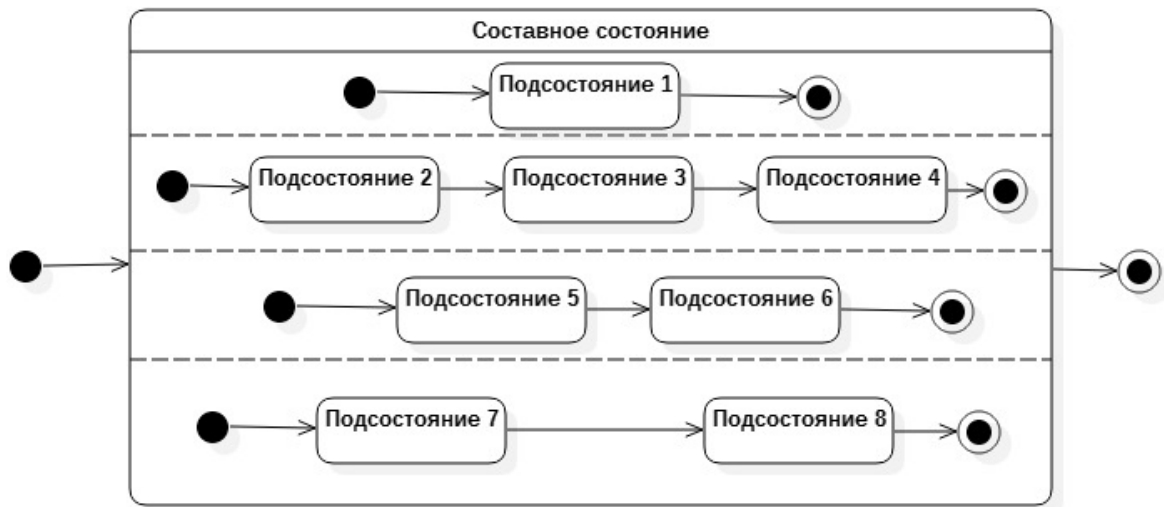 Составное состояние
Подсостояние 1
Подсостояние 2
Подсостояние 3
Подсостояние 4
Подсостояние 5
Подсостояние 6
Подсостояние 7
Подсостояние 8